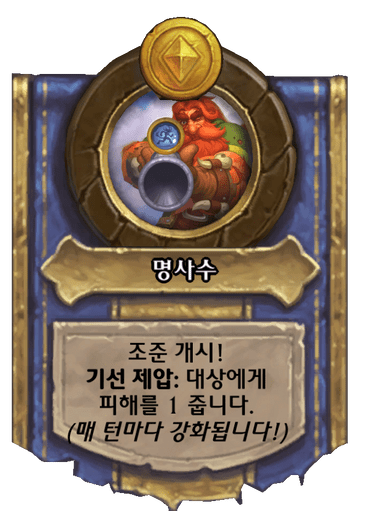 명사수
조준 개시!
기선 제압: 대상에게
피해를 1 줍니다.
(매 턴마다 강화됩니다!)